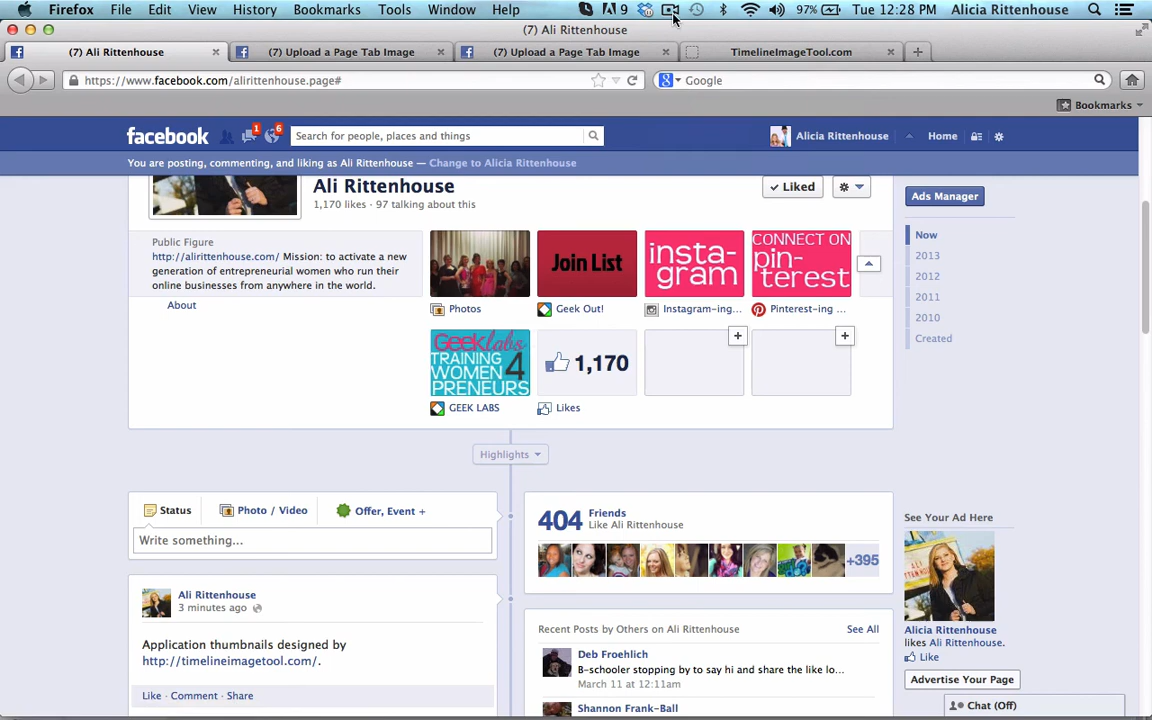 Firefox File Edit View History Bookmarks Tools Window Help 9 97% Tue 12:28 PM Alicia Rittenhouse
(7) Ali Rittenhouse
(7) Ali Rittenhouse (7) Upload a Page Tab Image (7) Upload a Page Tab Image TimelineImageTool.com
https://www.facebook.com/alirittenhouse.page# Google
Bookmarks
facebook 1 6 Search for people, places and things Alicia Rittenhouse Home
You are posting, commenting, and liking as Ali Rittenhouse — Change to Alicia Rittenhouse
Ali Rittenhouse
1,170 likes · 97 talking about this
Liked
Ads Manager
Now
2013
2012
2011
2010
Created
Public Figure
http://alirittenhouse.com/ Mission: to activate a new
generation of entrepreneurial women who run their
online businesses from anywhere in the world.
About
Join List
insta-
gram
CONNECT ON
pin-
terest
Photos Geek Out! Instagram-ing... Pinterest-ing ...
Geeklabs
TRAINING
WOMEN 4
PRENEURS
1,170
GEEK LABS Likes
Highlights
Status Photo / Video Offer, Event +
Write something...
404 Friends
Like Ali Rittenhouse
+395
See Your Ad Here
Alicia Rittenhouse
likes Ali Rittenhouse.
Like
Advertise Your Page
Chat (Off)
Ali Rittenhouse
3 minutes ago
Application thumbnails designed by
http://timelineimagetool.com/.
Like · Comment · Share
Recent Posts by Others on Ali Rittenhouse See All
Deb Froehlich
B-schooler stopping by to say hi and share the like lo...
March 11 at 12:11am
Shannon Frank-Ball